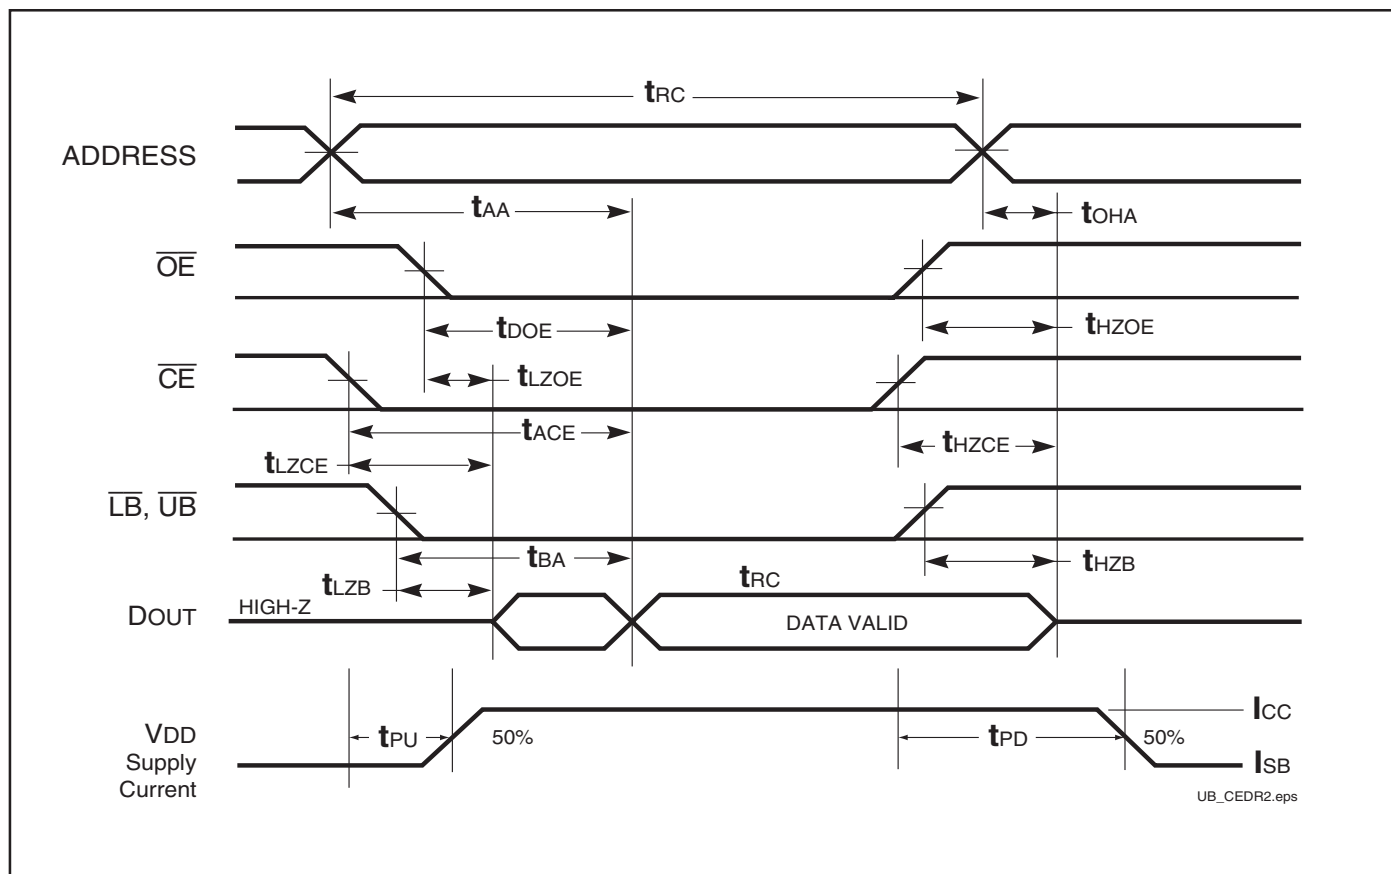 tRC
ADDRESS
tAA
tOHA
OE
tDOE
tHZOE
CE
tLZOE
tACE
tHZCE
tLZCE
LB, UB
tBA
tHZB
tLZB
tRC
DOUT
HIGH-Z
DATA VALID
ICC
tPU
50%
tPD
50%
VDD
Supply
Current
ISB
UB_CEDR2.eps